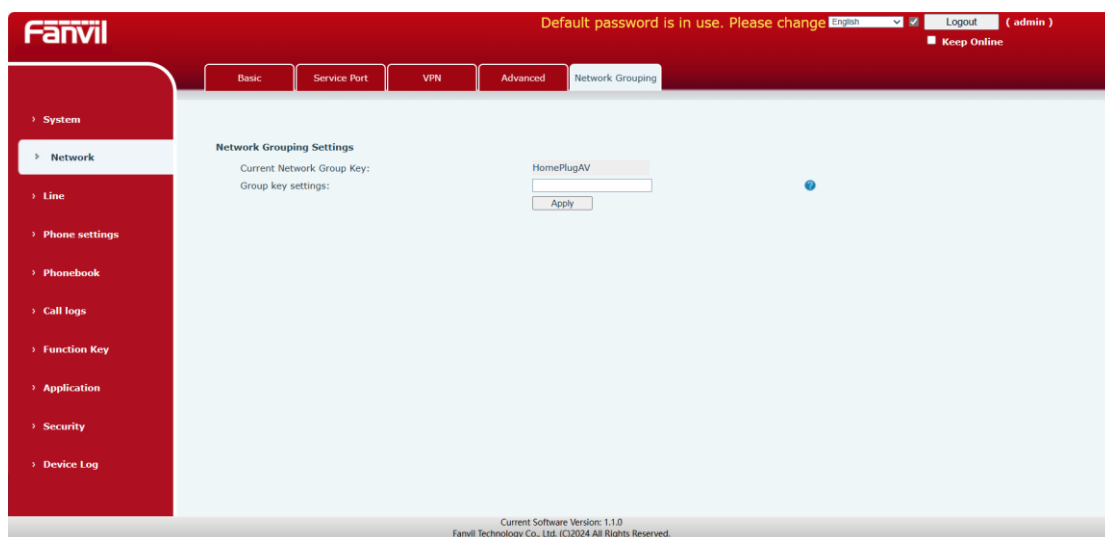 Fanvil
Default password is in use. Please change
English
Logout
( admin )
Keep Online
Basic
Service Port
VPN
Advanced
Network Grouping
› System
› Network
› Line
› Phone settings
› Phonebook
› Call logs
› Function Key
› Application
› Security
› Device Log
Network Grouping Settings
Current Network Group Key:
HomePlugAV
Group key settings:
?
Apply
Current Software Version: 1.1.0
Fanvil Technology Co., Ltd. (C)2024 All Rights Reserved.